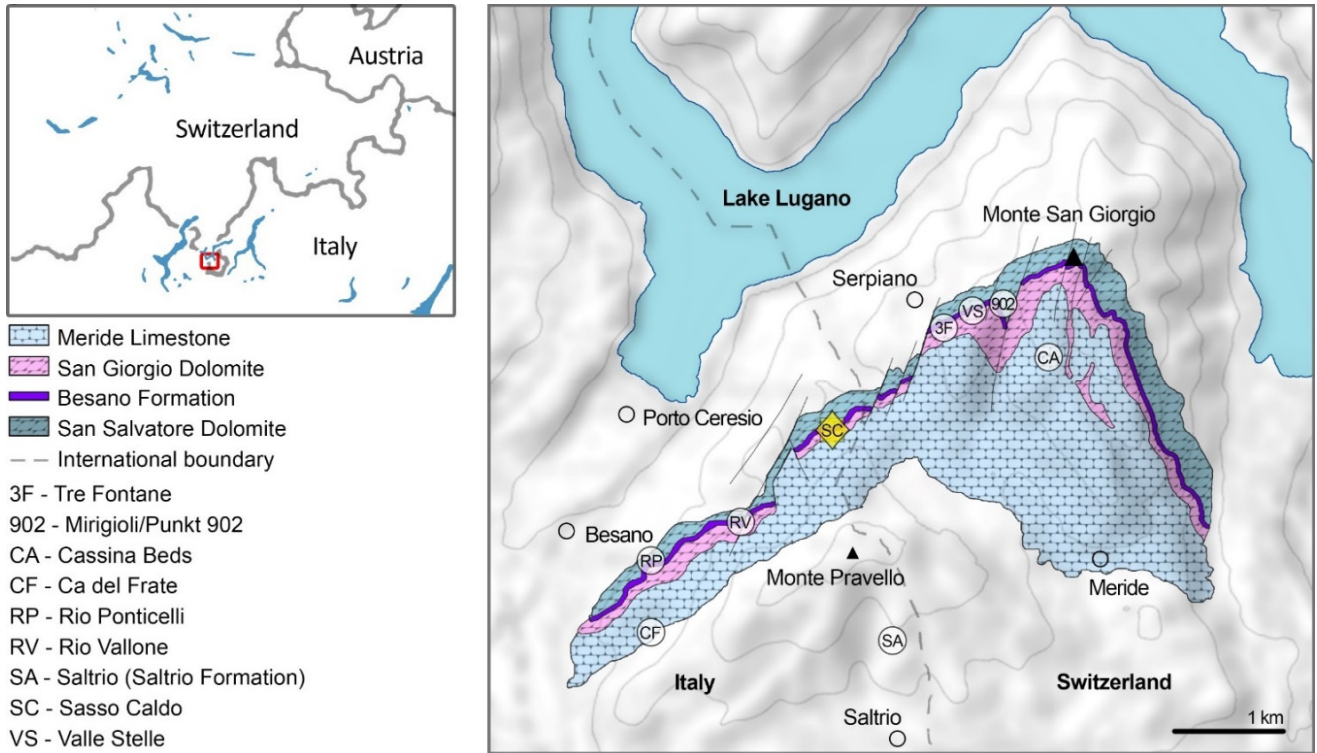 Austria
Switzerland
Italy
Meride Limestone
San Giorgio Dolomite
Besano Formation
San Salvatore Dolomite
International boundary
3F - Tre Fontane
902 - Mirigioli/Punkt 902
CA - Cassina Beds
CF - Ca del Frate
RP - Rio Ponticelli
RV - Rio Vallone
SA - Saltrio (Saltrio Formation)
SC - Sasso Caldo
VS - Valle Stelle
Lake Lugano
Monte San Giorgio
Serpiano
902
VS
3F
CA
Porto Ceresio
SC
RV
Besano
RP
Monte Pravello
Meride
CF
SA
Italy
Switzerland
Saltrio
1 km